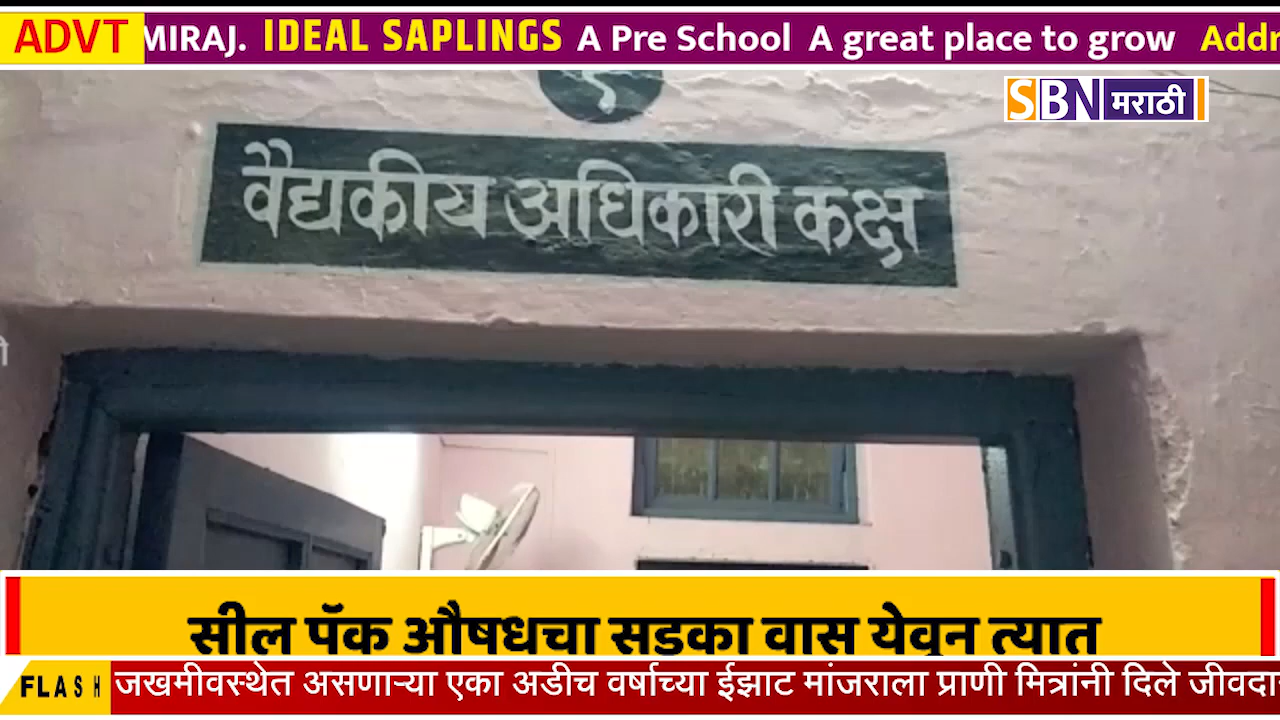 ADVT MIRAJ. IDEAL SAPLINGS A Pre School A great place to grow
SBN मराठी
वैद्यकीय अधिकारी कक्ष
सील पॅक औषधचा सडका वास येवून त्यात
FLASH जखमीवस्थेत असणाऱ्या एका अडीच वर्षाच्या ईझाट मांजराला प्राणी मित्रांनी दिले